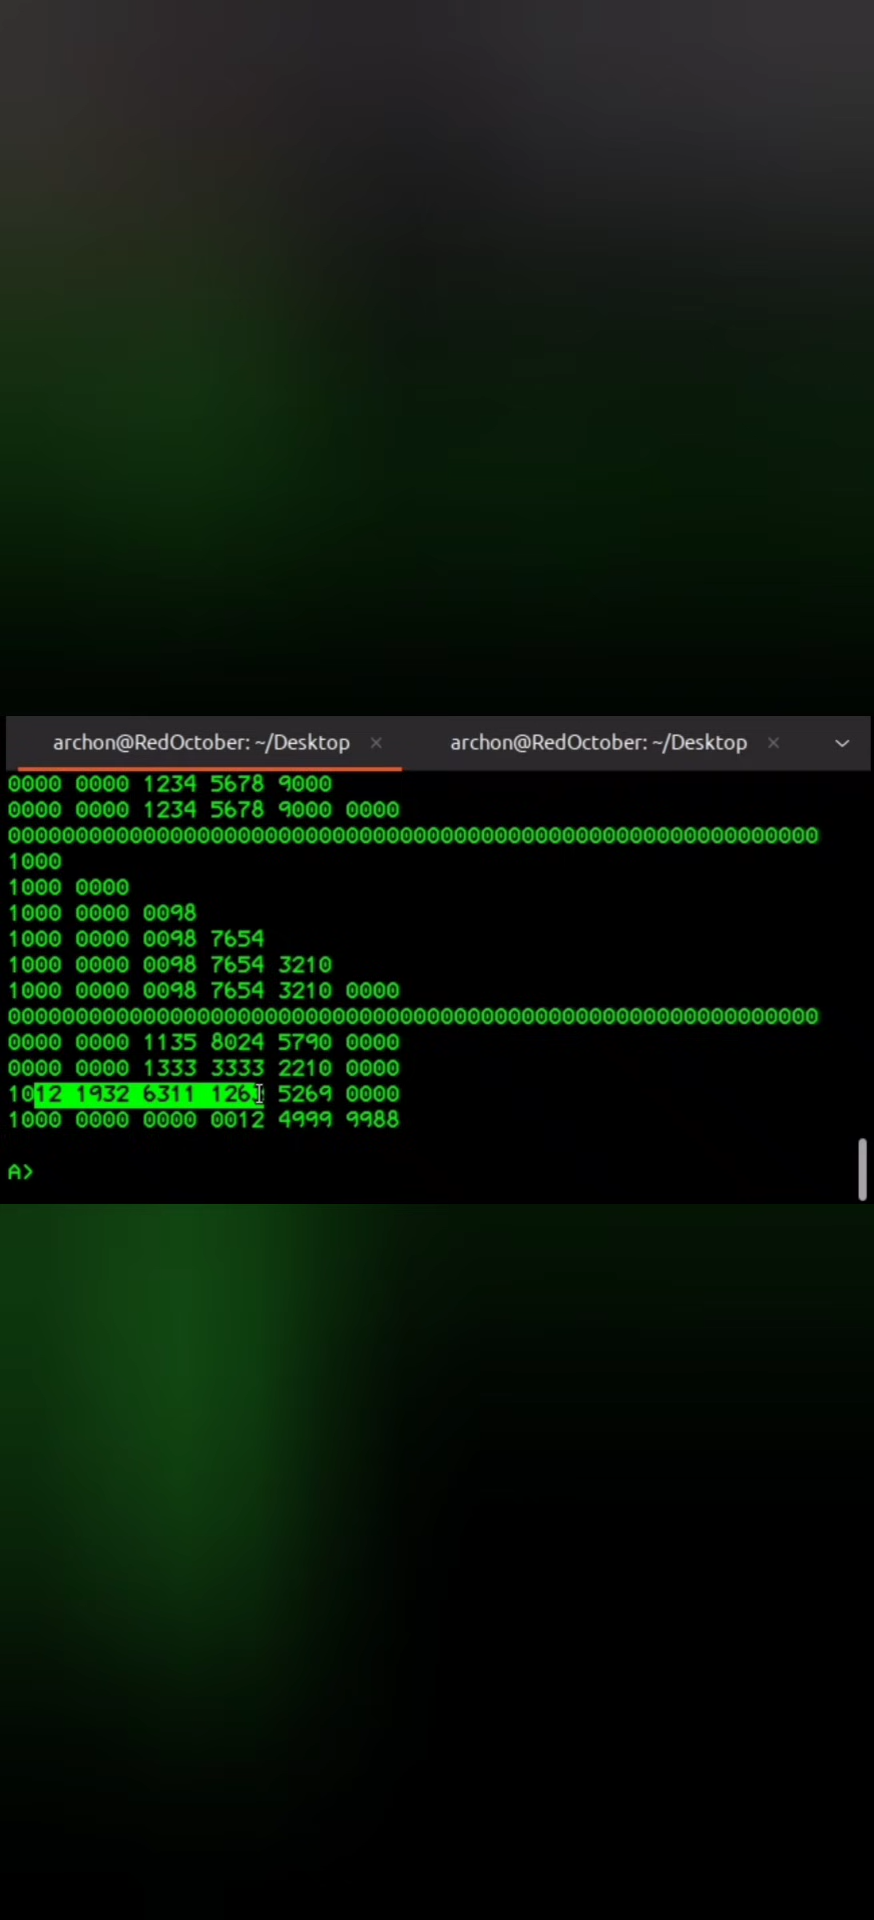 archon@RedOctober: ~/Desktop × archon@RedOctober: ~/Desktop ×
0000 0000 1234 5678 9000
0000 0000 1234 5678 9000 0000
000000000000000000000000000000000000000000000000000000000000
1000
1000 0000
1000 0000 0098
1000 0000 0098 7654
1000 0000 0098 7654 3210
1000 0000 0098 7654 3210 0000
000000000000000000000000000000000000000000000000000000000000
0000 0000 1135 8024 5790 0000
0000 0000 1333 3333 2210 0000
1012 1932 6311 1263 5269 0000
1000 0000 0000 0012 4999 9988
A>